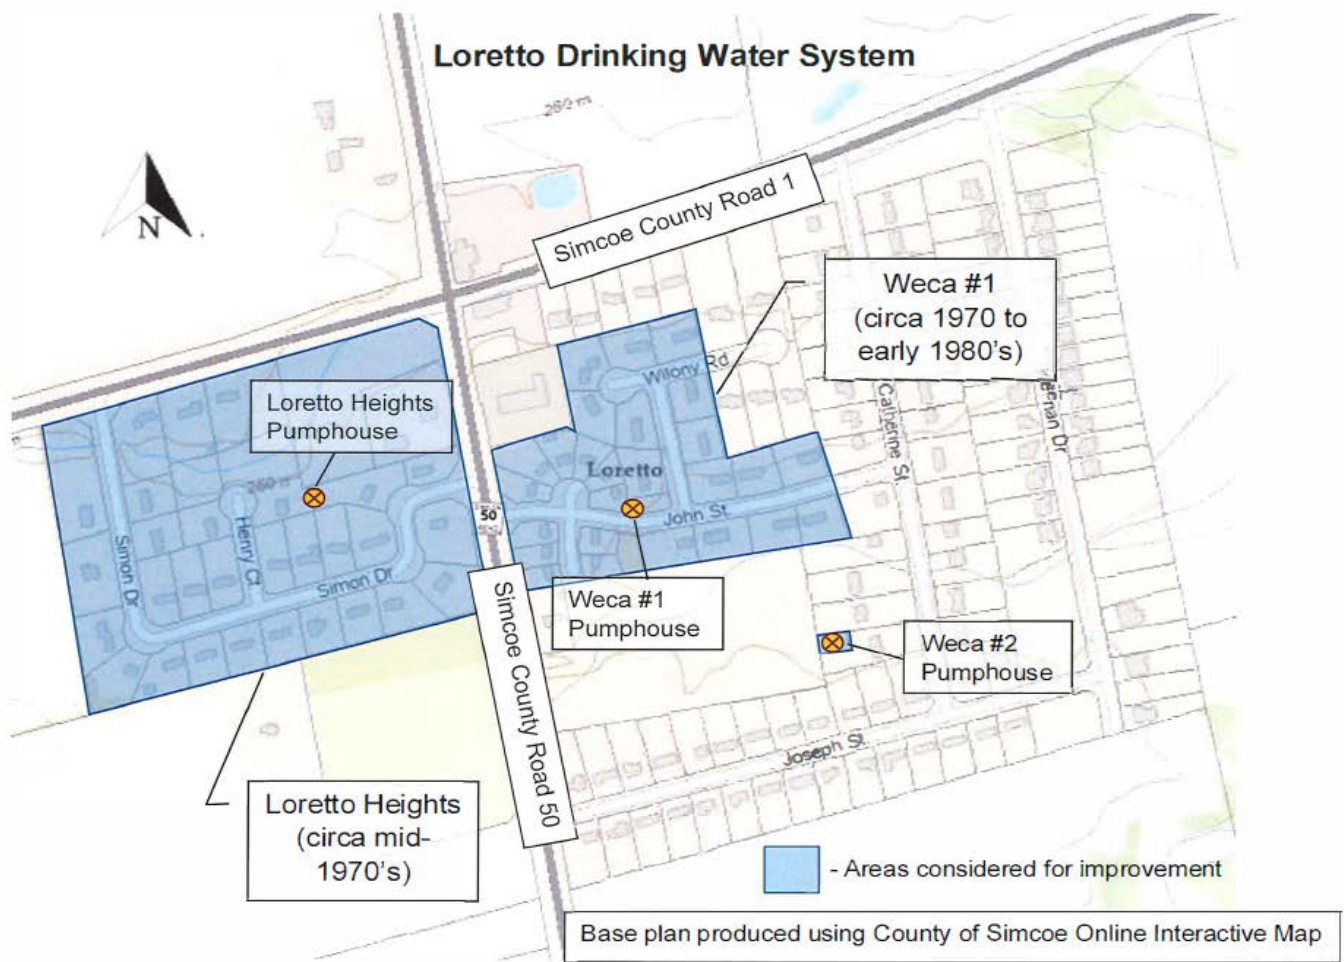 Loretto Drinking Water System
260 m
N
Simcoe County Road 1
Weca #1
(circa 1970 to
early 1980's)
Wilony Rd
Loretto Heights
Pumphouse
Catherine St.
Loretto
260 m
50
John St.
Henry Ct
Simon Dr
Simon Dr
Weca #1
Pumphouse
Weca #2
Pumphouse
Simcoe County Road 50
Joseph St.
Loretto Heights
(circa mid-
1970's)
- Areas considered for improvement
Base plan produced using County of Simcoe Online Interactive Map